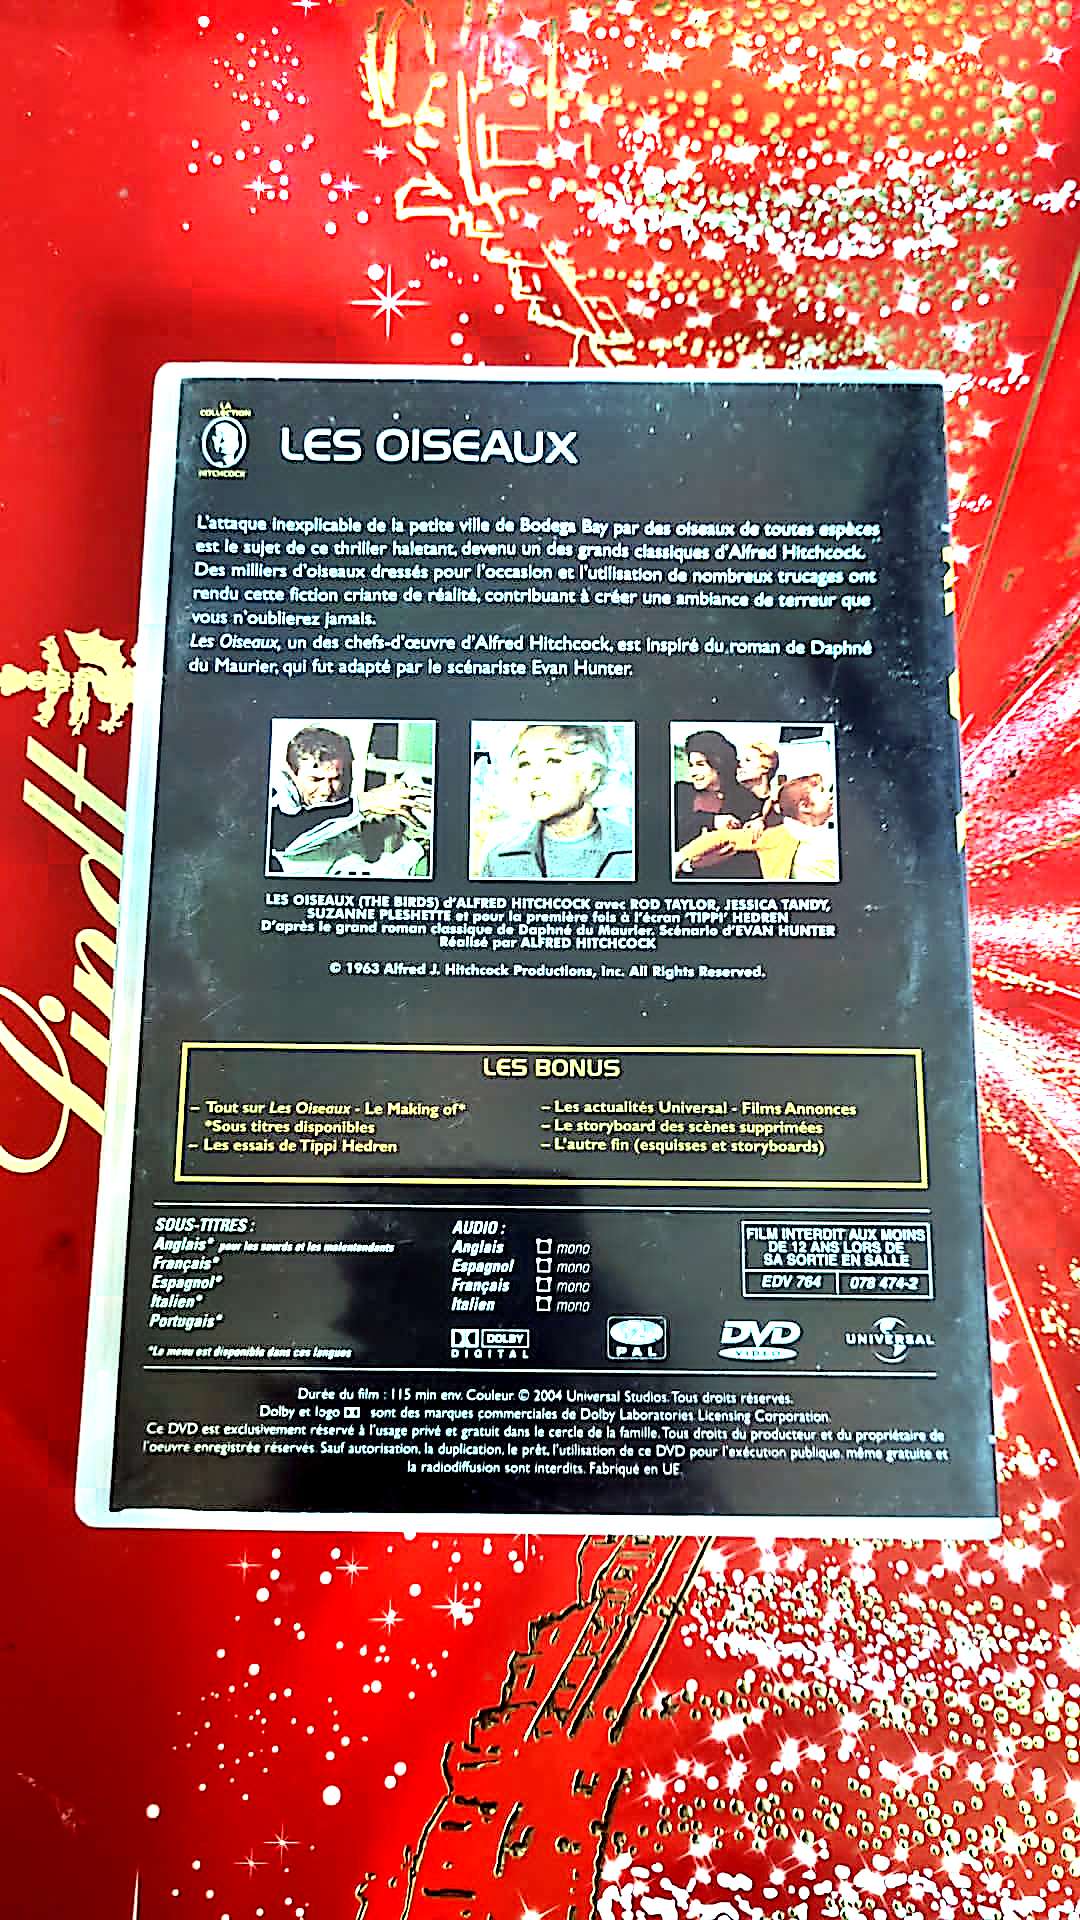 LA
COLLECTION
HITCHCOCK
LES OISEAUX
L'attaque inexplicable de la petite ville de Bodega Bay par des oiseaux de toutes espèces
est le sujet de ce thriller haletant, devenu un des grands classiques d'Alfred Hitchcock.
Des milliers d'oiseaux dressés pour l'occasion et l'utilisation de nombreux trucages ont
rendu cette fiction criante de réalité, contribuant à créer une ambiance de terreur que
vous n'oublierez jamais.
Les Oiseaux, un des chefs-d'œuvre d'Alfred Hitchcock, est inspiré du roman de Daphné
du Maurier, qui fut adapté par le scénariste Evan Hunter.
LES OISEAUX (THE BIRDS) d'ALFRED HITCHCOCK avec ROD TAYLOR, JESSICA TANDY,
SUZANNE PLESHETTE et pour la première fois à l'écran 'TIPPI' HEDREN
D'après le grand roman classique de Daphné du Maurier. Scénario d'EVAN HUNTER
Réalisé par ALFRED HITCHCOCK
© 1963 Alfred J. Hitchcock Productions, Inc. All Rights Reserved.
LES BONUS
– Tout sur Les Oiseaux - Le Making of*
*Sous titres disponibles
– Les essais de Tippi Hedren
– Les actualités Universal - Films Annonces
– Le storyboard des scènes supprimées
– L'autre fin (esquisses et storyboards)
SOUS-TITRES :
Anglais* pour les sourds et les malentendants
Français*
Espagnol*
Italien*
Portugais*
*Le menu est disponible dans ces langues
AUDIO :
Anglais mono
Espagnol mono
Français mono
Italien mono
DOLBY
DIGITAL
PAL
DVD
VIDEO
UNIVERSAL
FILM INTERDIT AUX MOINS
DE 12 ANS LORS DE
SA SORTIE EN SALLE
EDV 764 078 474-2
Durée du film : 115 min env. Couleur. © 2004 Universal Studios. Tous droits réservés.
Dolby et logo sont des marques commerciales de Dolby Laboratories Licensing Corporation.
Ce DVD est exclusivement réservé à l'usage privé et gratuit dans le cercle de la famille. Tous droits du producteur et du propriétaire de
l'oeuvre enregistrée réservés. Sauf autorisation, la duplication, le prêt, l'utilisation de ce DVD pour l'exécution publique, même gratuite et
la radiodiffusion sont interdits. Fabriqué en UE.
Lindt